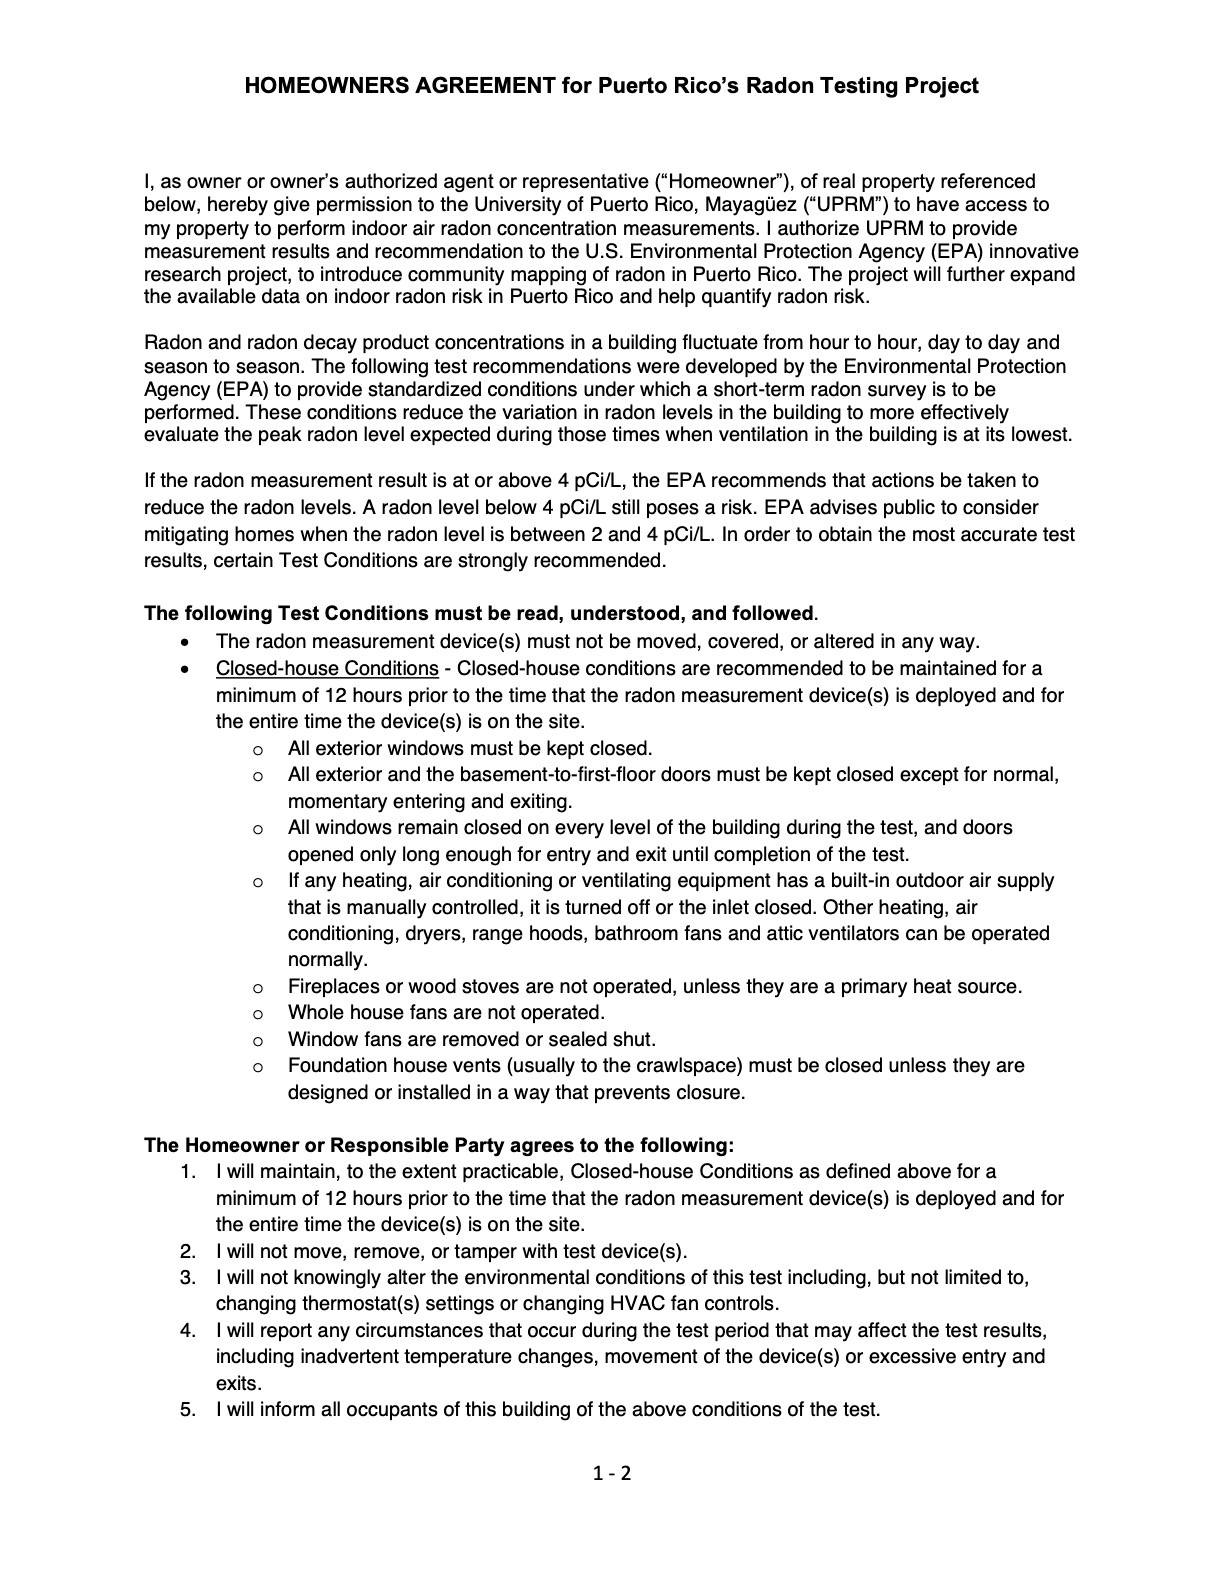 HOMEOWNERS AGREEMENT for Puerto Rico’s Radon Testing Project
I, as owner or owner’s authorized agent or representative (“Homeowner”), of real property referenced
below, hereby give permission to the University of Puerto Rico, Mayagüez (“UPRM”) to have access to
my property to perform indoor air radon concentration measurements. I authorize UPRM to provide
measurement results and recommendation to the U.S. Environmental Protection Agency (EPA) innovative
research project, to introduce community mapping of radon in Puerto Rico. The project will further expand
the available data on indoor radon risk in Puerto Rico and help quantify radon risk.
Radon and radon decay product concentrations in a building fluctuate from hour to hour, day to day and
season to season. The following test recommendations were developed by the Environmental Protection
Agency (EPA) to provide standardized conditions under which a short-term radon survey is to be
performed. These conditions reduce the variation in radon levels in the building to more effectively
evaluate the peak radon level expected during those times when ventilation in the building is at its lowest.
If the radon measurement result is at or above 4 pCi/L, the EPA recommends that actions be taken to
reduce the radon levels. A radon level below 4 pCi/L still poses a risk. EPA advises public to consider
mitigating homes when the radon level is between 2 and 4 pCi/L. In order to obtain the most accurate test
results, certain Test Conditions are strongly recommended.
The following Test Conditions must be read, understood, and followed.
• The radon measurement device(s) must not be moved, covered, or altered in any way.
• Closed-house Conditions - Closed-house conditions are recommended to be maintained for a
minimum of 12 hours prior to the time that the radon measurement device(s) is deployed and for
the entire time the device(s) is on the site.
o All exterior windows must be kept closed.
o All exterior and the basement-to-first-floor doors must be kept closed except for normal,
momentary entering and exiting.
o All windows remain closed on every level of the building during the test, and doors
opened only long enough for entry and exit until completion of the test.
o If any heating, air conditioning or ventilating equipment has a built-in outdoor air supply
that is manually controlled, it is turned off or the inlet closed. Other heating, air
conditioning, dryers, range hoods, bathroom fans and attic ventilators can be operated
normally.
o Fireplaces or wood stoves are not operated, unless they are a primary heat source.
o Whole house fans are not operated.
o Window fans are removed or sealed shut.
o Foundation house vents (usually to the crawlspace) must be closed unless they are
designed or installed in a way that prevents closure.
The Homeowner or Responsible Party agrees to the following:
1. I will maintain, to the extent practicable, Closed-house Conditions as defined above for a
minimum of 12 hours prior to the time that the radon measurement device(s) is deployed and for
the entire time the device(s) is on the site.
2. I will not move, remove, or tamper with test device(s).
3. I will not knowingly alter the environmental conditions of this test including, but not limited to,
changing thermostat(s) settings or changing HVAC fan controls.
4. I will report any circumstances that occur during the test period that may affect the test results,
including inadvertent temperature changes, movement of the device(s) or excessive entry and
exits.
5. I will inform all occupants of this building of the above conditions of the test.
1 - 2